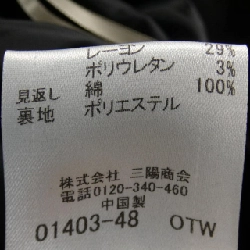 レーヨン 29%
ポリウレタン 3%
見返し 綿 100%
裏地 ポリエステル
株式会社 三陽商会
電話0120-340-460
中国製
01403-48 OTW